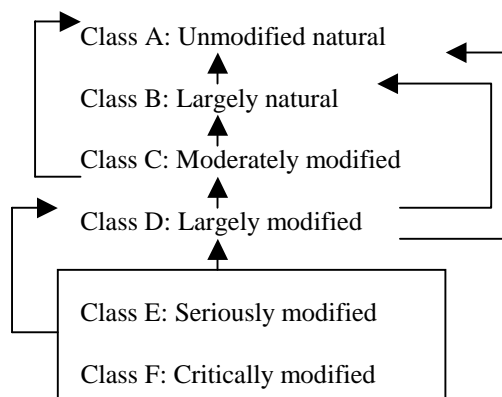 Class A: Unmodified natural
Class B: Largely natural
Class C: Moderately modified
Class D: Largely modified
Class E: Seriously modified
Class F: Critically modified